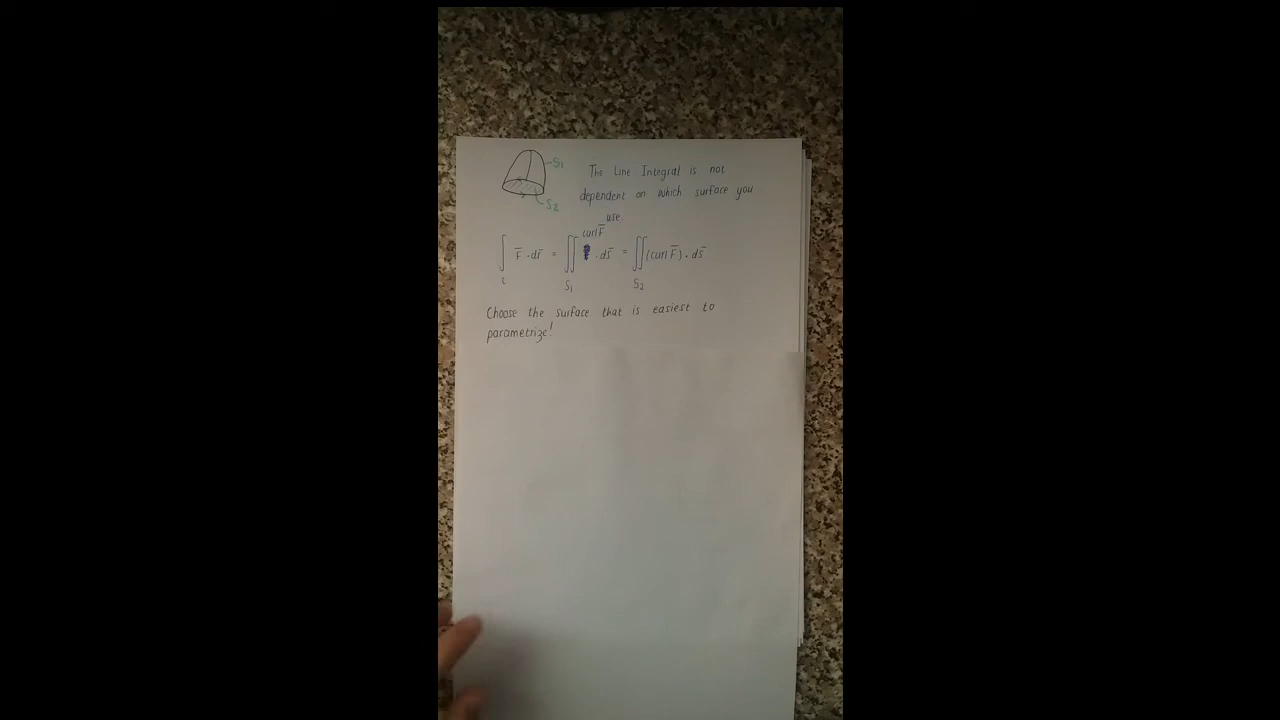 S1
S2
The Line Integral is not
dependent on which surface you
use.
∫ F̅ · dr̅ = ∬ curl F̅ · ds̅ = ∬ (curl F̅) · ds̅
c S1 S2
Choose the surface that is easiest to
parametrize!